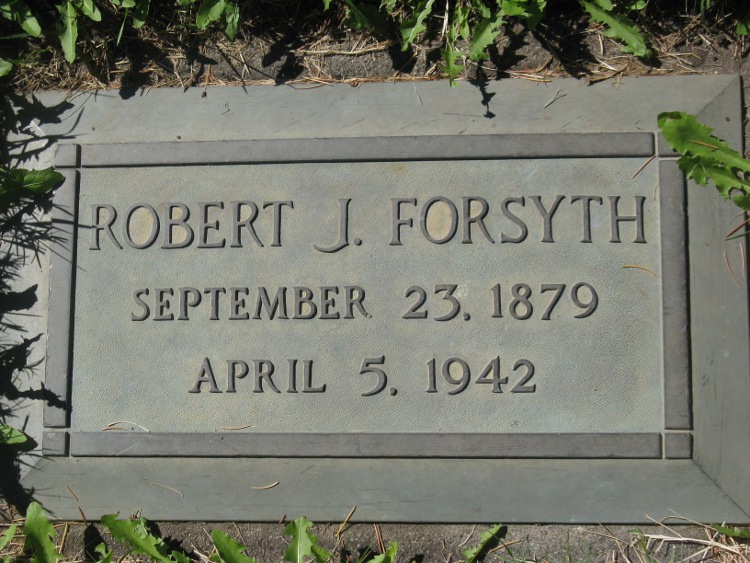 ROBERT J. FORSYTH
SEPTEMBER 23. 1879
APRIL 5. 1942